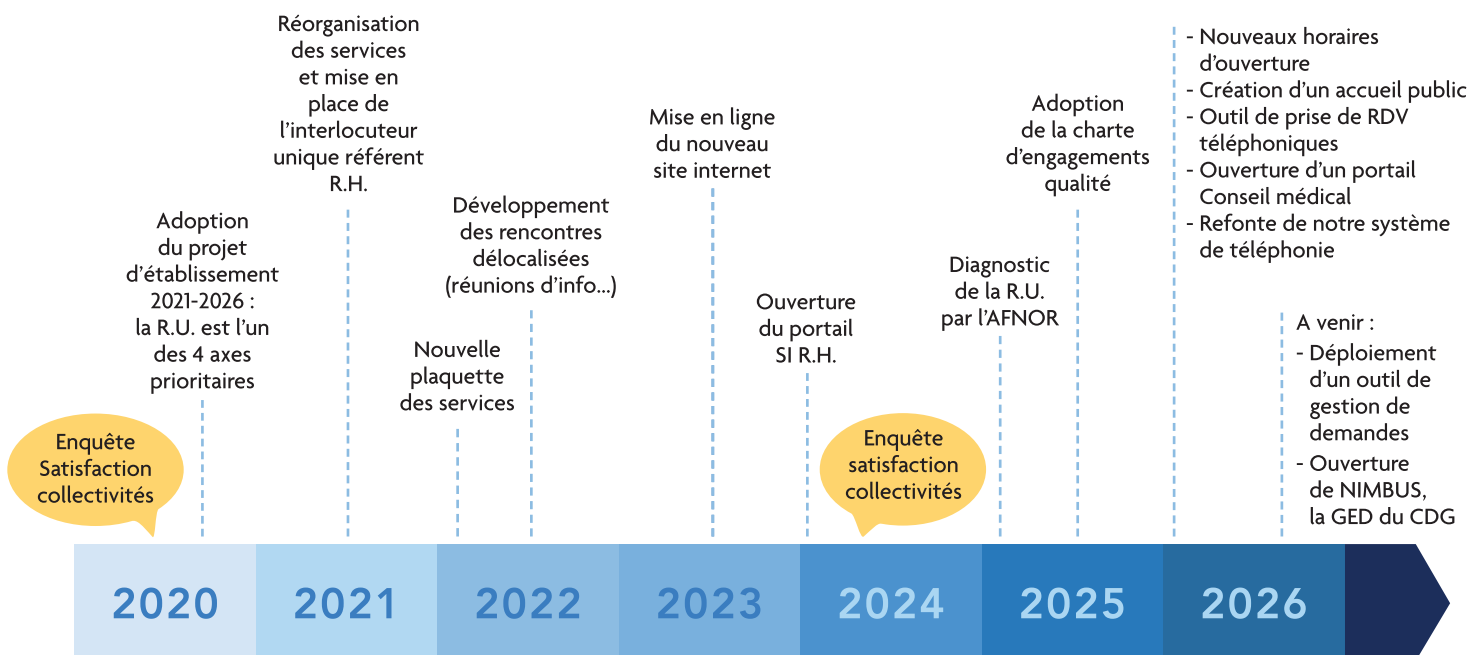 Enquête
Satisfaction
collectivités
Adoption
du projet
d'établissement
2021-2026 :
la R.U. est l'un
des 4 axes
prioritaires
Réorganisation
des services
et mise en
place de
l'interlocuteur
unique référent
R.H.
Nouvelle
plaquette
des services
Développement
des rencontres
délocalisées
(réunions d'info...)
Mise en ligne
du nouveau
site internet
Ouverture
du portail
SI R.H.
Enquête
satisfaction
collectivités
Diagnostic
de la R.U.
par l'AFNOR
Adoption
de la charte
d'engagements
qualité
- Nouveaux horaires
d'ouverture
- Création d'un accueil public
- Outil de prise de RDV
téléphoniques
- Ouverture d'un portail
Conseil médical
- Refonte de notre système
de téléphonie
A venir :
- Déploiement
d'un outil de
gestion de
demandes
- Ouverture
de NIMBUS,
la GED du CDG
2020
2021
2022
2023
2024
2025
2026